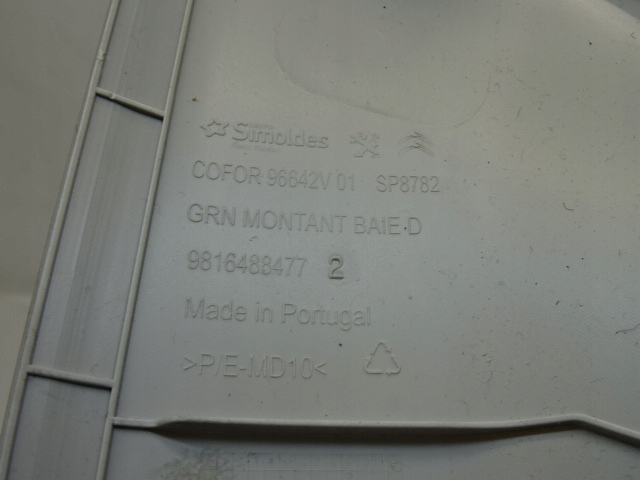 Simoldes
COFOR 96642V 01 SP8782
GRN MONTANT BAIE D
9816488477 2
Made in Portugal
>P/E-MD10<